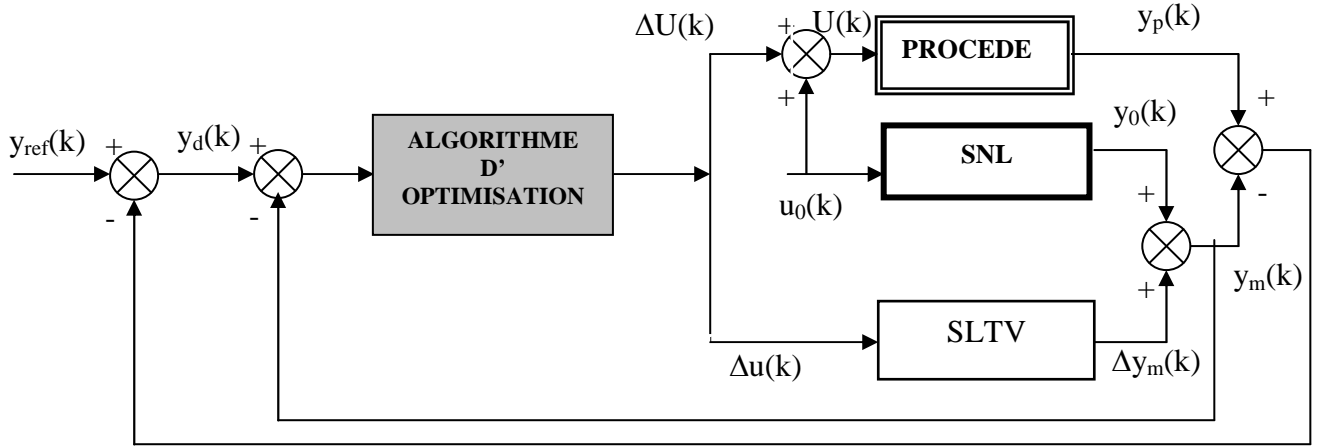 ΔU(k)
+
U(k)
PROCEDE
y_p(k)
+
y_0(k)
+
y_ref(k)
+
y_d(k)
+
ALGORITHME
D'
OPTIMISATION
SNL
-
-
u_0(k)
+
-
y_m(k)
+
SLTV
Δu(k)
Δy_m(k)